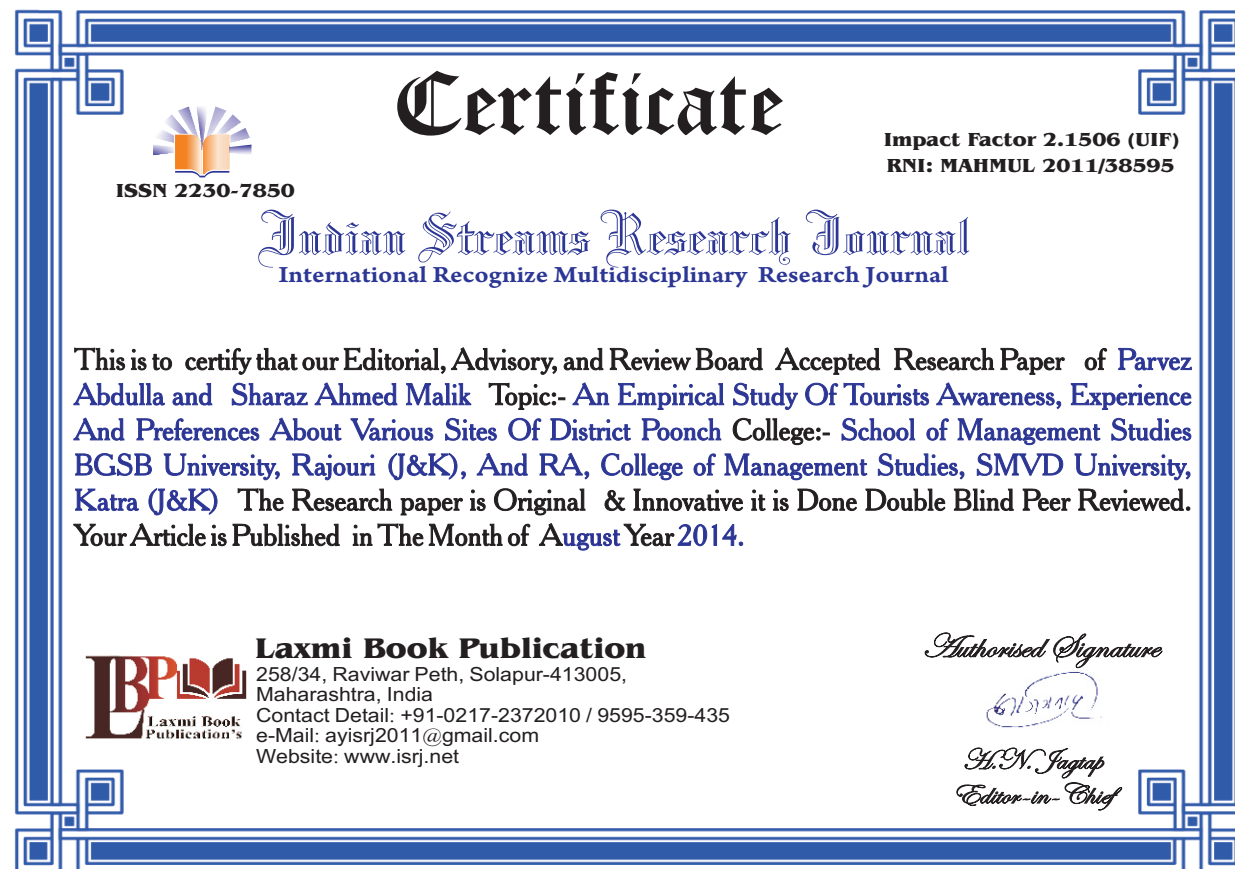 Certificate
Impact Factor 2.1506 (UIF)
RNI: MAHMUL 2011/38595
ISSN 2230-7850
Indian Streams Research Journal
International Recognize Multidisciplinary Research Journal
This is to certify that our Editorial, Advisory, and Review Board Accepted Research Paper of Parvez
Abdulla and Sharaz Ahmed Malik Topic:- An Empirical Study Of Tourists Awareness, Experience
And Preferences About Various Sites Of District Poonch College:- School of Management Studies
BGSB University, Rajouri (J&K), And RA, College of Management Studies, SMVD University,
Katra (J&K) The Research paper is Original & Innovative it is Done Double Blind Peer Reviewed.
Your Article is Published in The Month of August Year 2014.
LBP
Laxmi Book
Publication's
Laxmi Book Publication
258/34, Raviwar Peth, Solapur-413005,
Maharashtra, India
Contact Detail: +91-0217-2372010 / 9595-359-435
e-Mail: ayisrj2011@gmail.com
Website: www.isrj.net
Authorised Signature
H.N. Jagtap
Editor-in-Chief